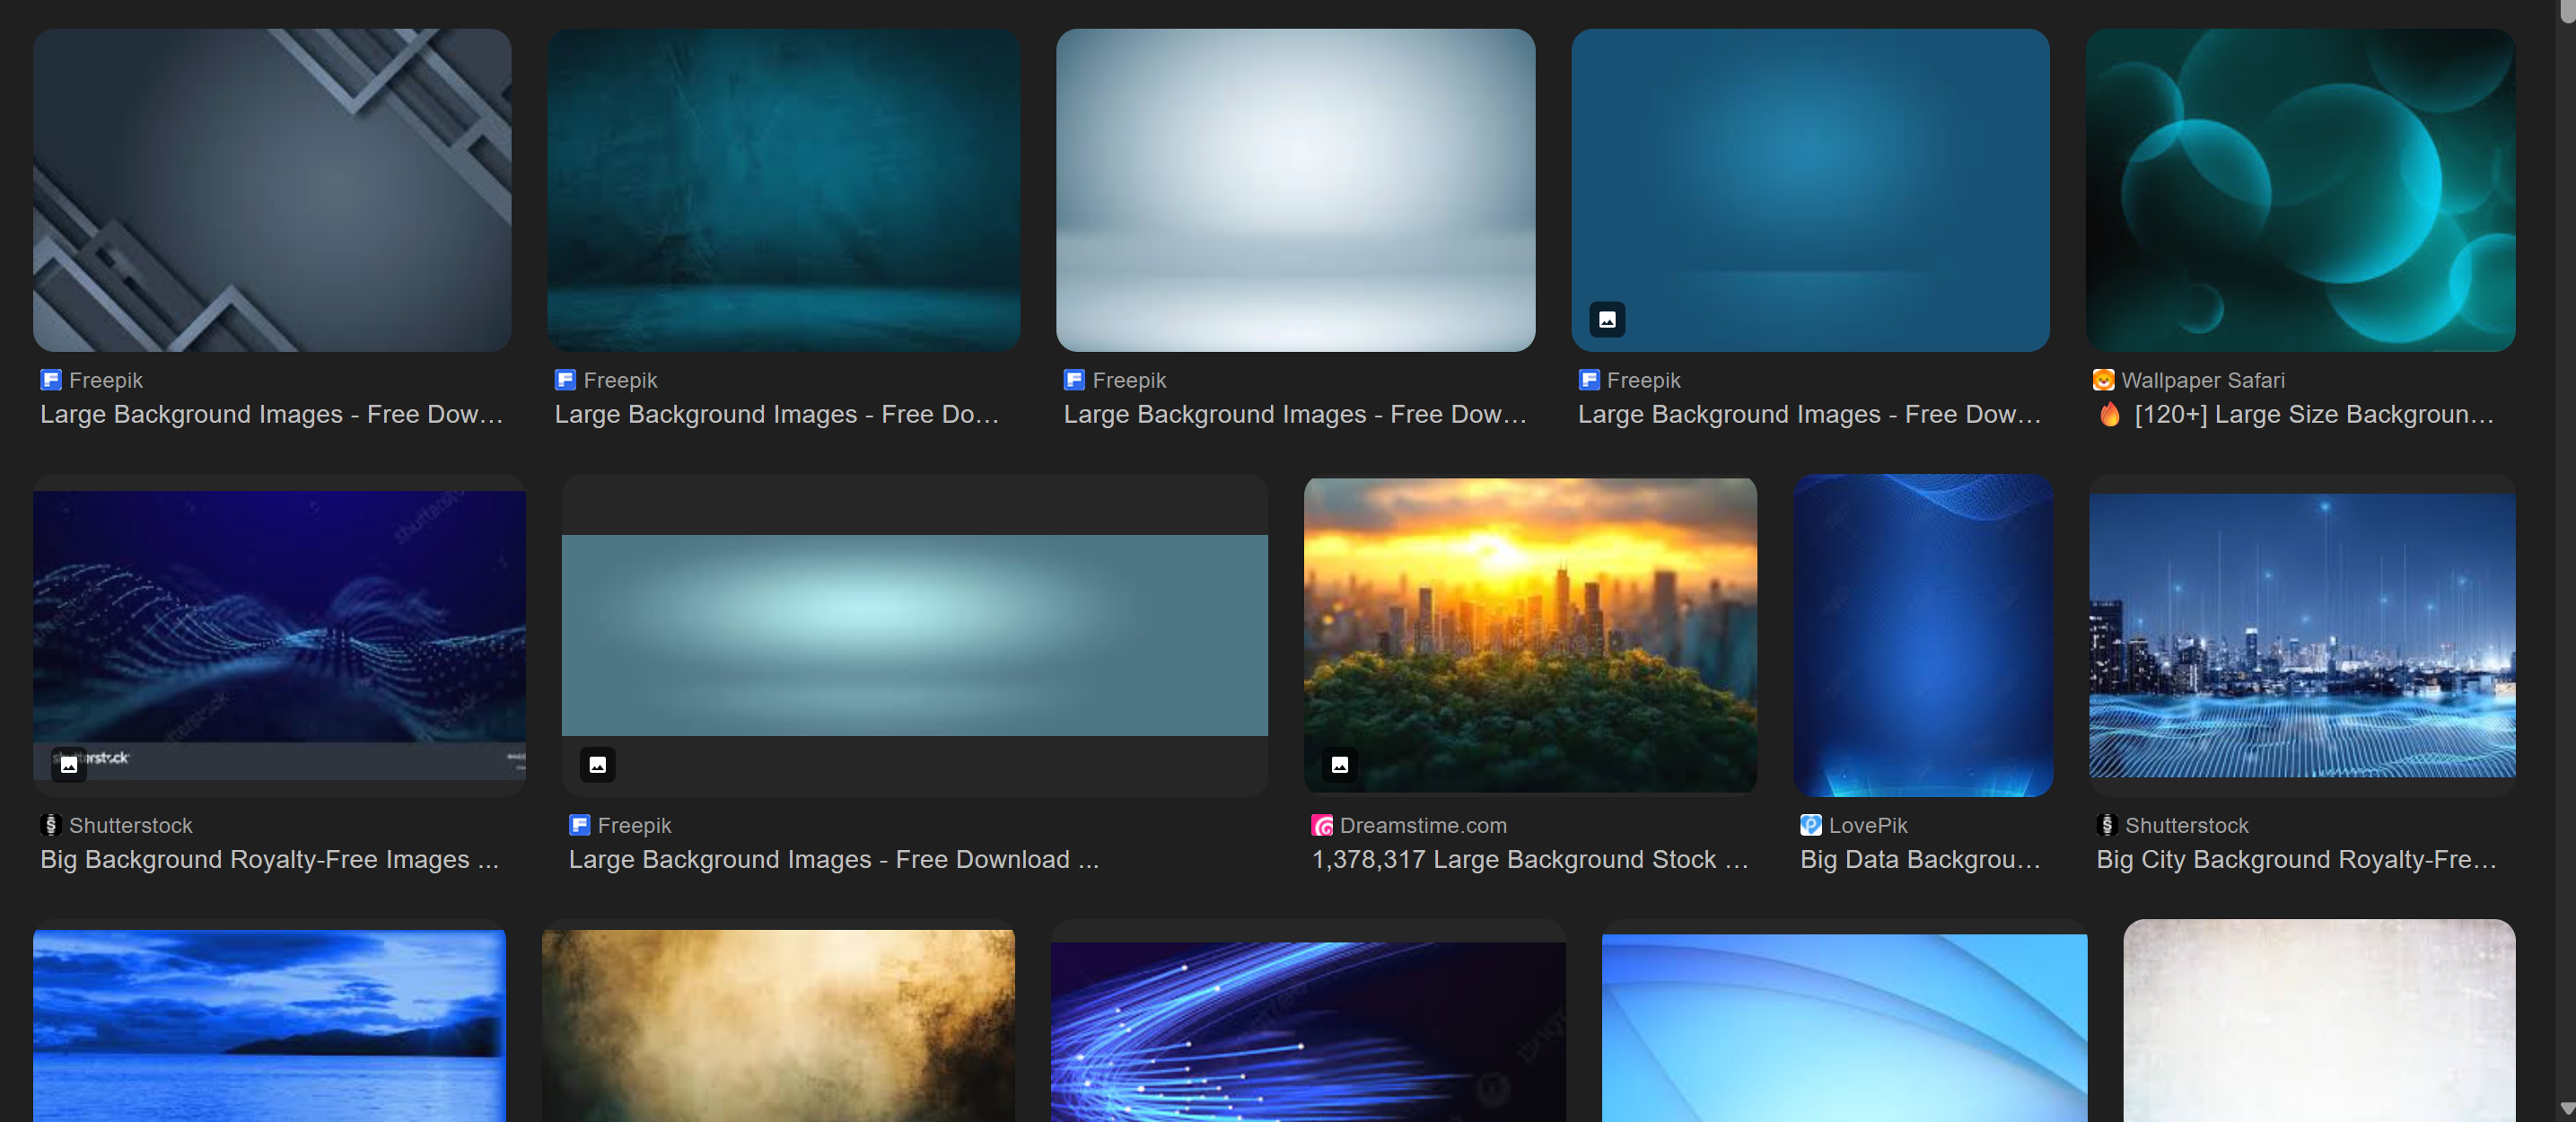 Freepik
Large Background Images - Free Dow...
Freepik
Large Background Images - Free Do...
Freepik
Large Background Images - Free Dow...
Freepik
Large Background Images - Free Dow...
Wallpaper Safari
🔥 [120+] Large Size Backgroun...
shutterstock
Shutterstock
Big Background Royalty-Free Images ...
Freepik
Large Background Images - Free Download ...
Dreamstime.com
1,378,317 Large Background Stock ...
LovePik
Big Data Backgrou...
Shutterstock
Big City Background Royalty-Fre...